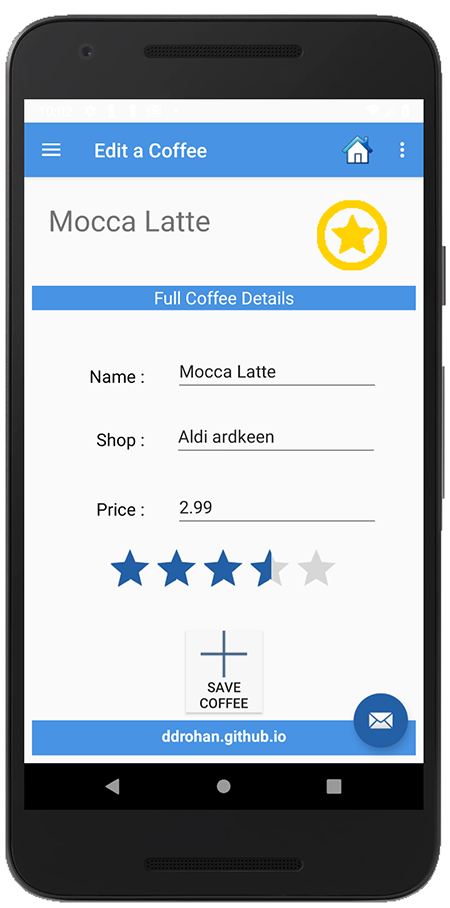 Edit a Coffee
Mocca Latte
Full Coffee Details
Name : Mocca Latte
Shop : Aldi ardkeen
Price : 2.99
SAVE
COFFEE
ddrohan.github.io